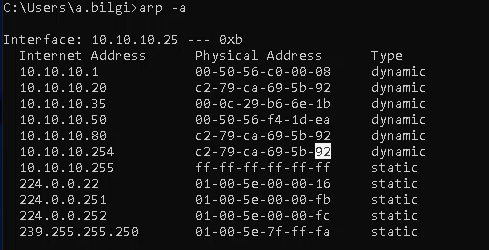 C:\Users\a.bilgi>arp -a
Interface: 10.10.10.25 --- 0xb
Internet Address Physical Address Type
10.10.10.1 00-50-56-c0-00-08 dynamic
10.10.10.20 c2-79-ca-69-5b-92 dynamic
10.10.10.35 00-0c-29-b6-6e-1b dynamic
10.10.10.50 00-50-56-f4-1d-ea dynamic
10.10.10.80 c2-79-ca-69-5b-92 dynamic
10.10.10.254 c2-79-ca-69-5b-92 dynamic
10.10.10.255 ff-ff-ff-ff-ff-ff static
224.0.0.22 01-00-5e-00-00-16 static
224.0.0.251 01-00-5e-00-00-fb static
224.0.0.252 01-00-5e-00-00-fc static
239.255.255.250 01-00-5e-7f-ff-fa static